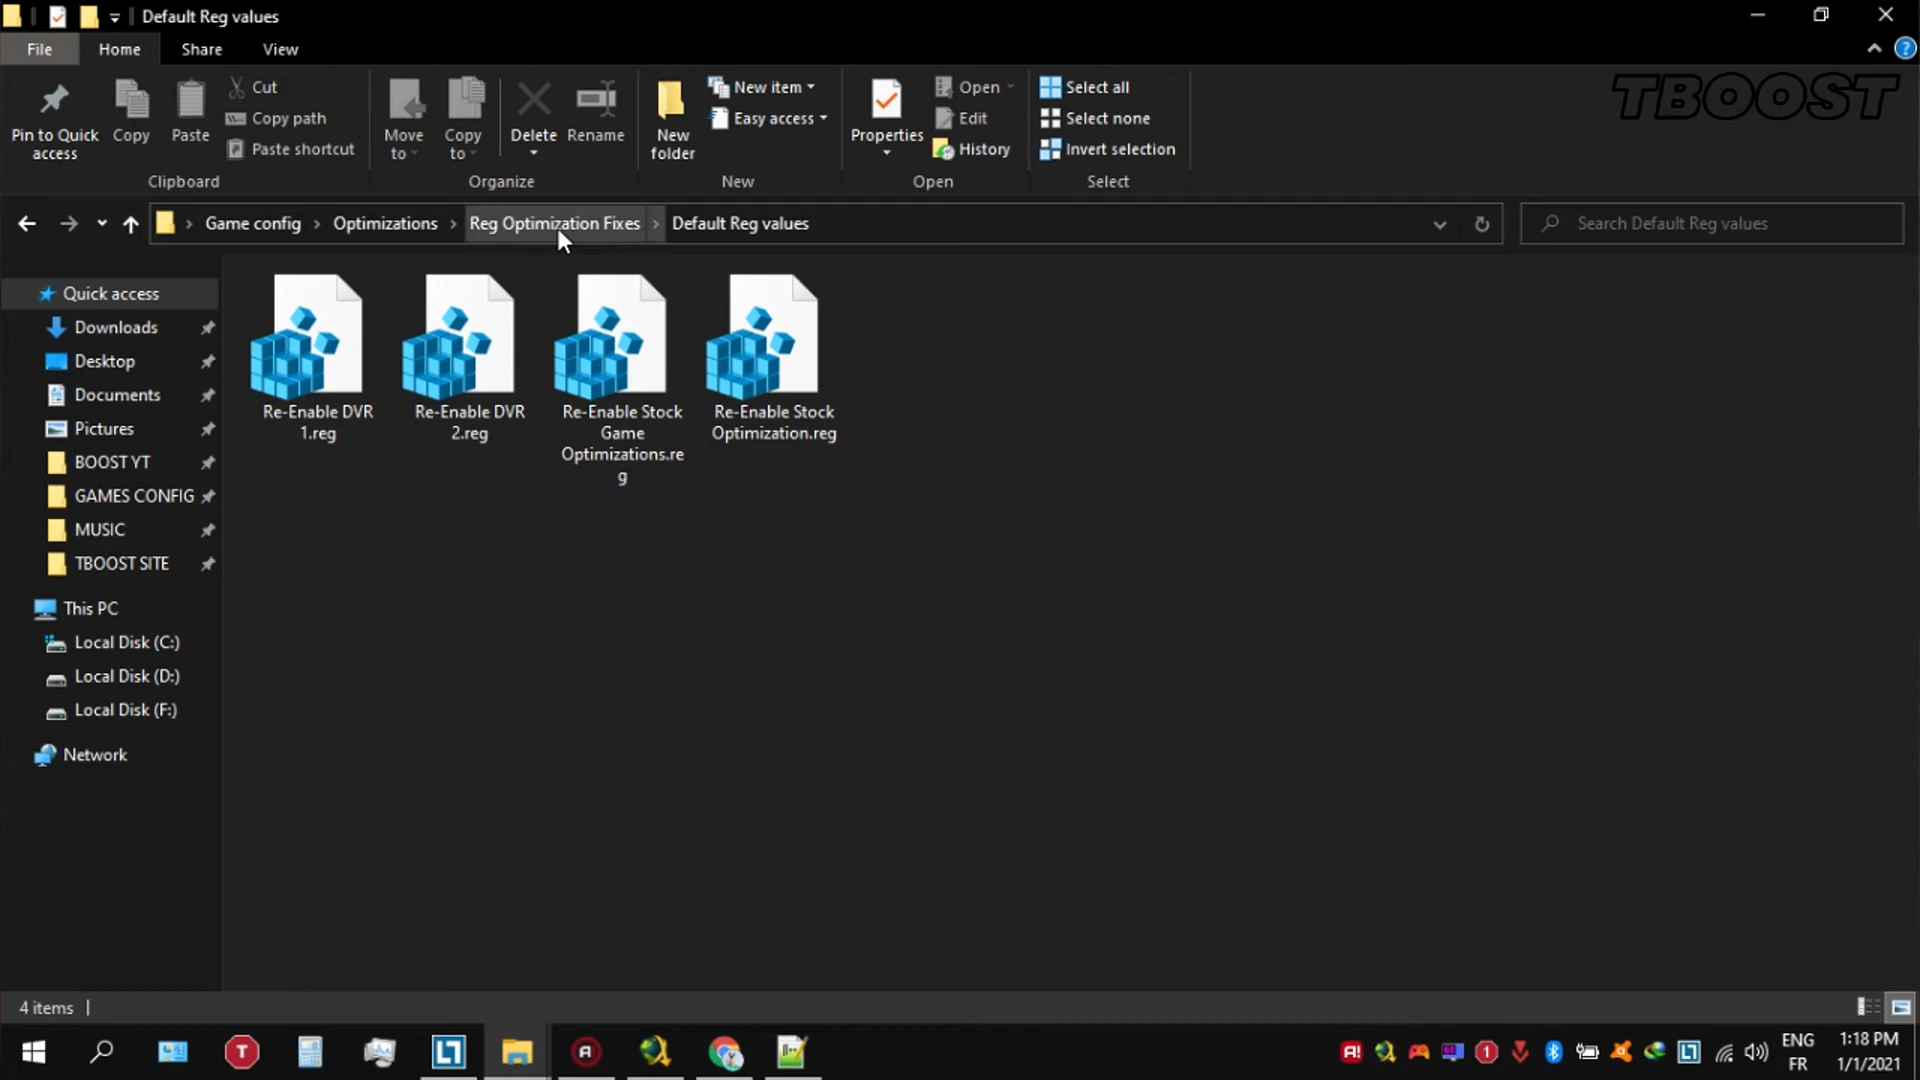 Default Reg values
File
Home
Share
View
TBOOST
Pin to Quick
access
Copy
Paste
Cut
Copy path
Paste shortcut
Clipboard
Move
to
Copy
to
Delete
Rename
Organize
New
folder
New item
Easy access
New
Properties
Open
Edit
History
Open
Select all
Select none
Invert selection
Select
Game config
Optimizations
Reg Optimization Fixes
Default Reg values
Search Default Reg values
Quick access
Downloads
Desktop
Documents
Pictures
BOOST YT
GAMES CONFIG
MUSIC
TBOOST SITE
This PC
Local Disk (C:)
Local Disk (D:)
Local Disk (F:)
Network
Re-Enable DVR
1.reg
Re-Enable DVR
2.reg
Re-Enable Stock
Game
Optimizations.re
g
Re-Enable Stock
Optimization.reg
4 items
ENG
FR
1:18 PM
1/1/2021